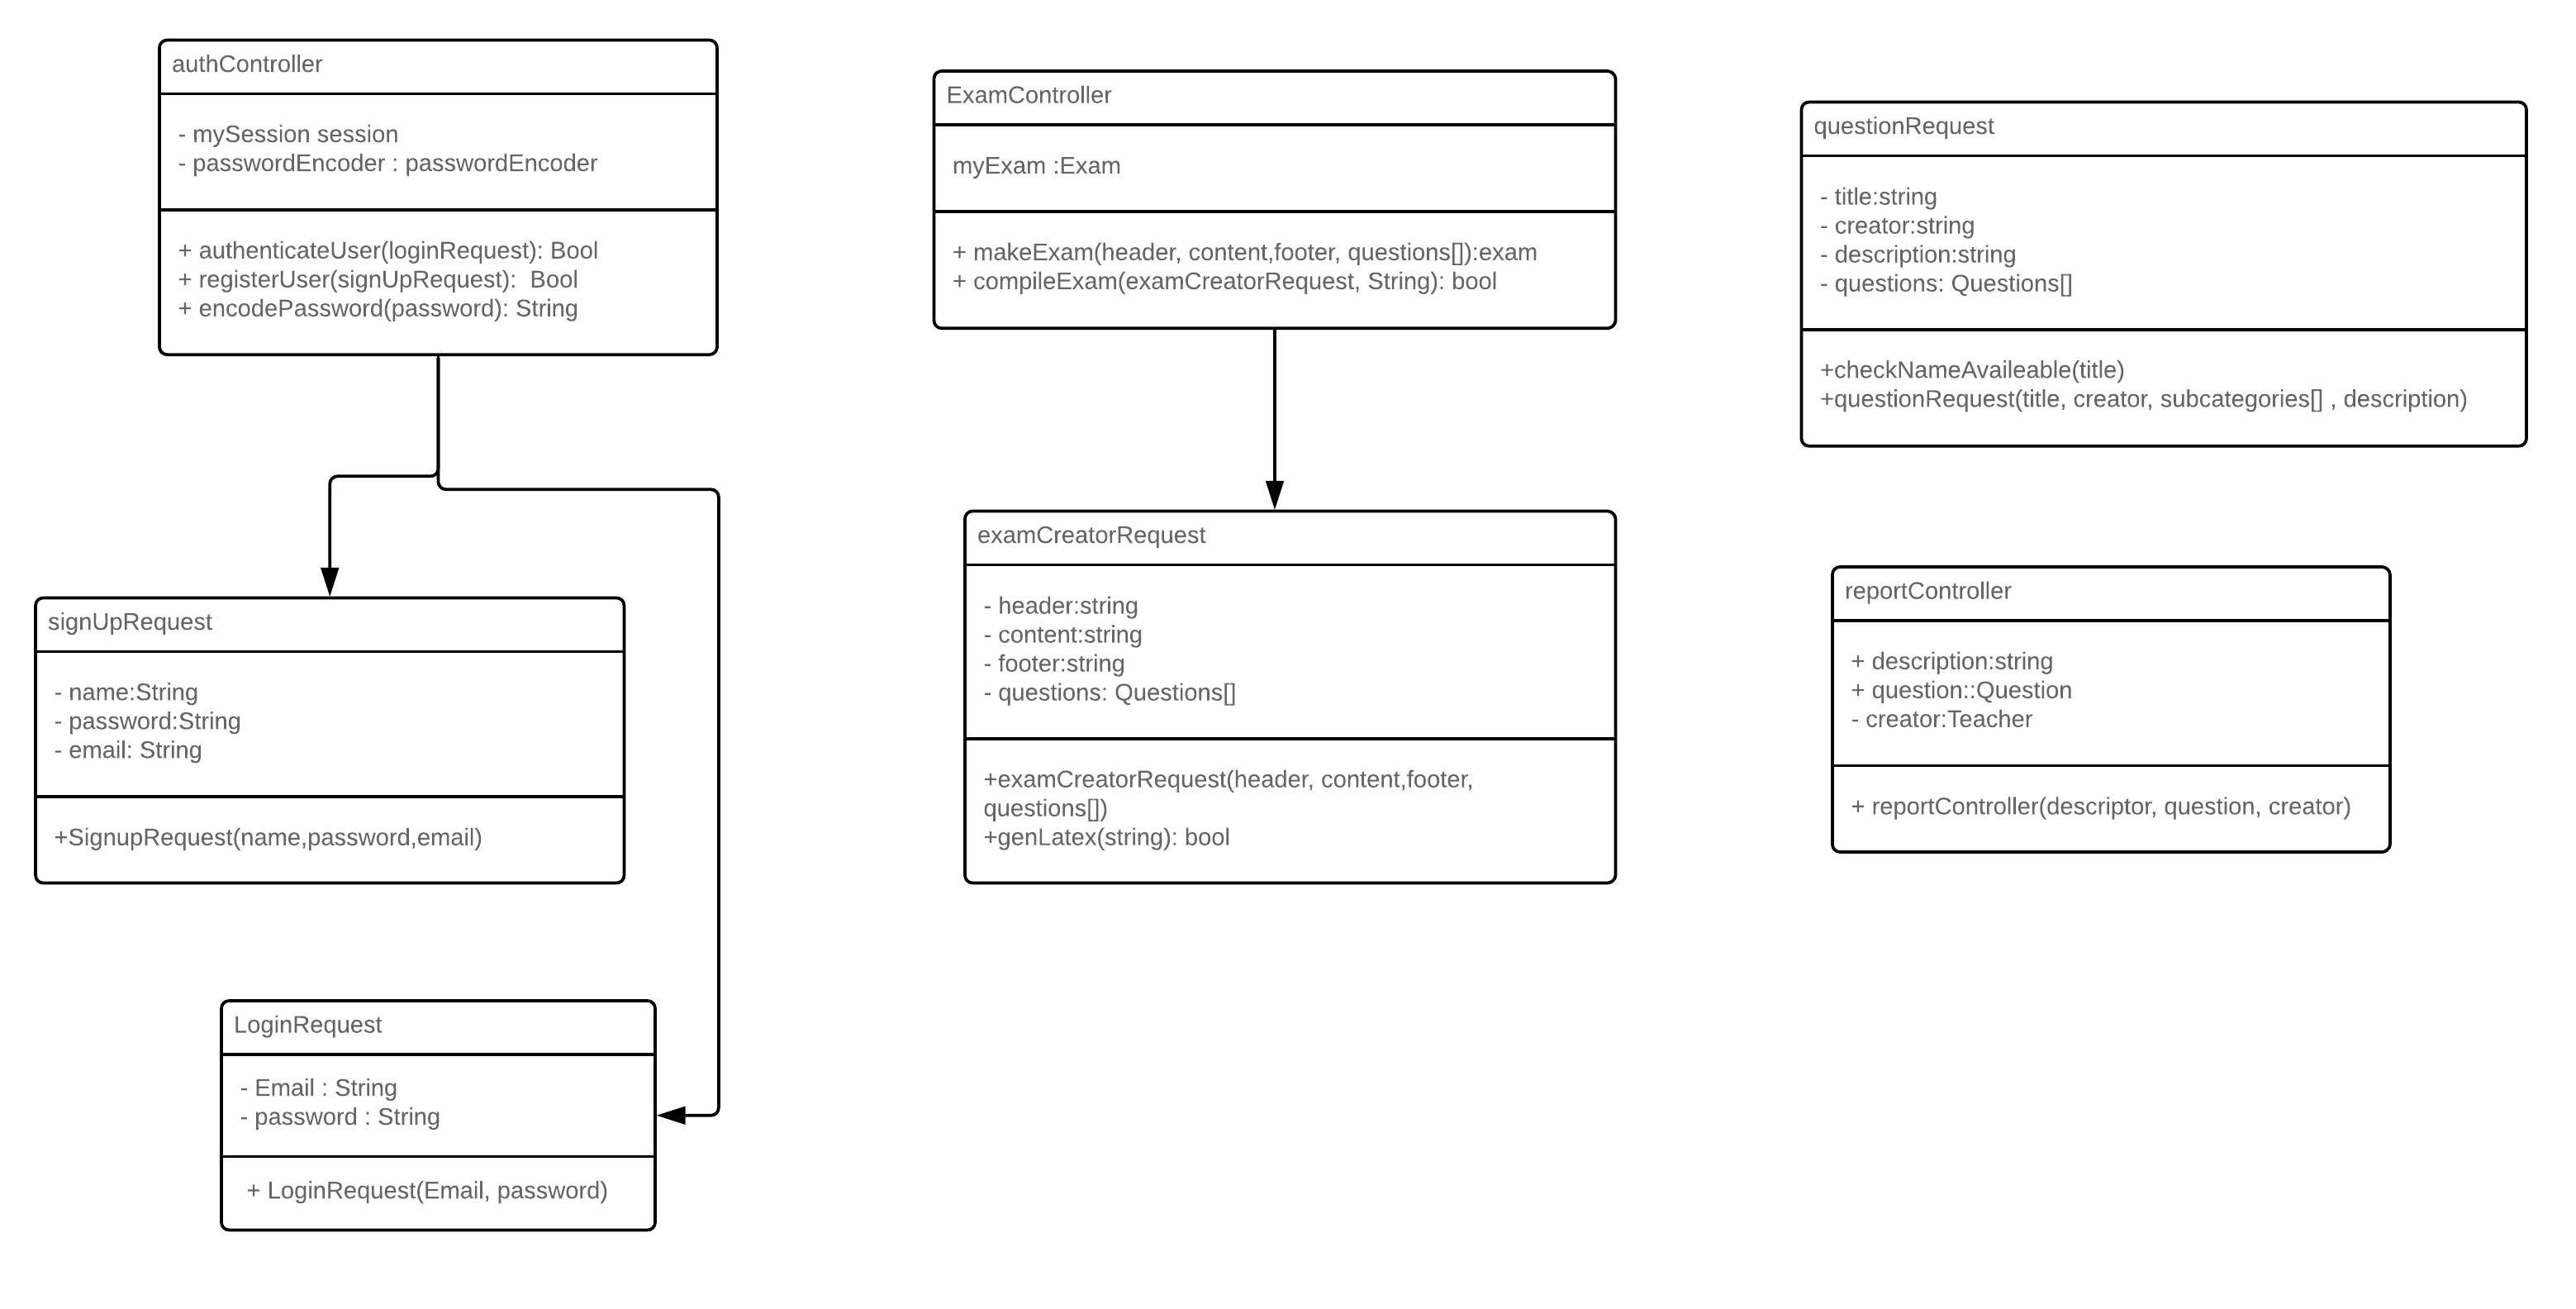 authController
- mySession session
- passwordEncoder : passwordEncoder
+ authenticateUser(loginRequest): Bool
+ registerUser(signUpRequest):  Bool
+ encodePassword(password): String
ExamController
myExam :Exam
+ makeExam(header, content,footer, questions[]):exam
+ compileExam(examCreatorRequest, String): bool
questionRequest
- title:string
- creator:string
- description:string
- questions: Questions[]
+checkNameAvaileable(title)
+questionRequest(title, creator, subcategories[] , description)
signUpRequest
- name:String
- password:String
- email: String
+SignupRequest(name,password,email)
examCreatorRequest
- header:string
- content:string
- footer:string
- questions: Questions[]
+examCreatorRequest(header, content,footer,
questions[])
+genLatex(string): bool
reportController
+ description:string
+ question::Question
- creator:Teacher
+ reportController(descriptor, question, creator)
LoginRequest
- Email : String
- password : String
+ LoginRequest(Email, password)